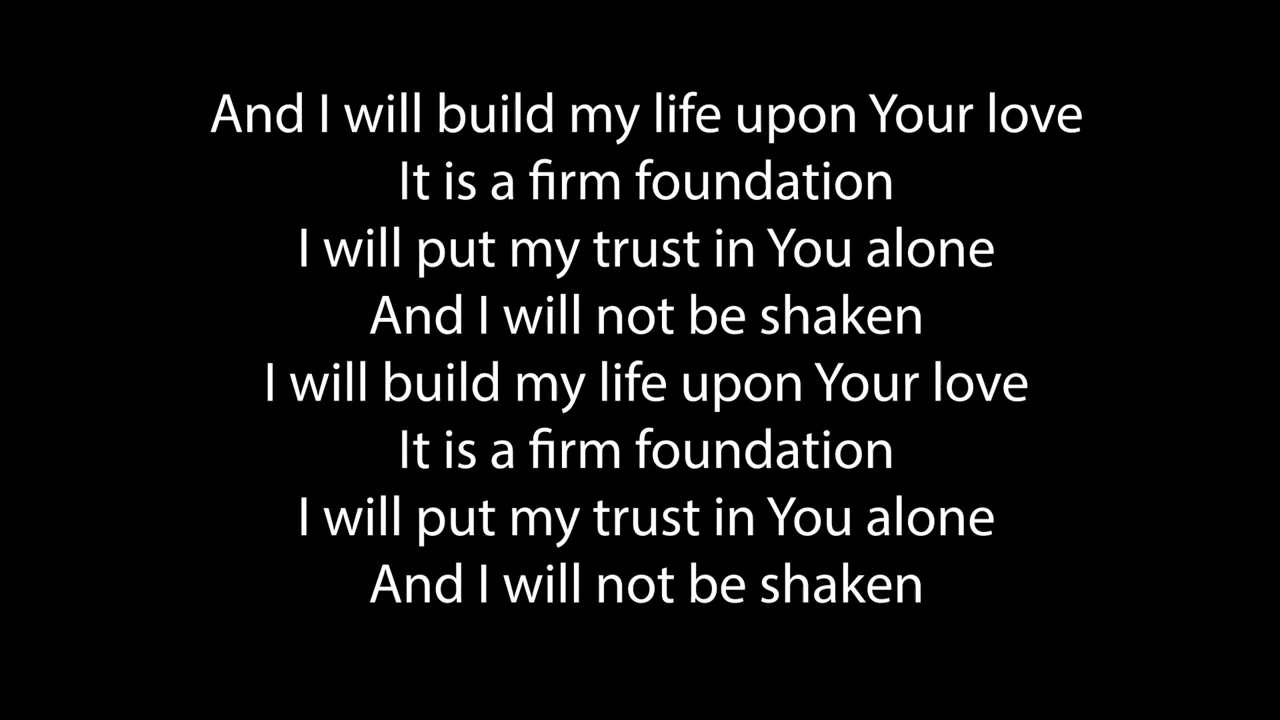 And I will build my life upon Your love
It is a firm foundation
I will put my trust in You alone
And I will not be shaken
I will build my life upon Your love
It is a firm foundation
I will put my trust in You alone
And I will not be shaken